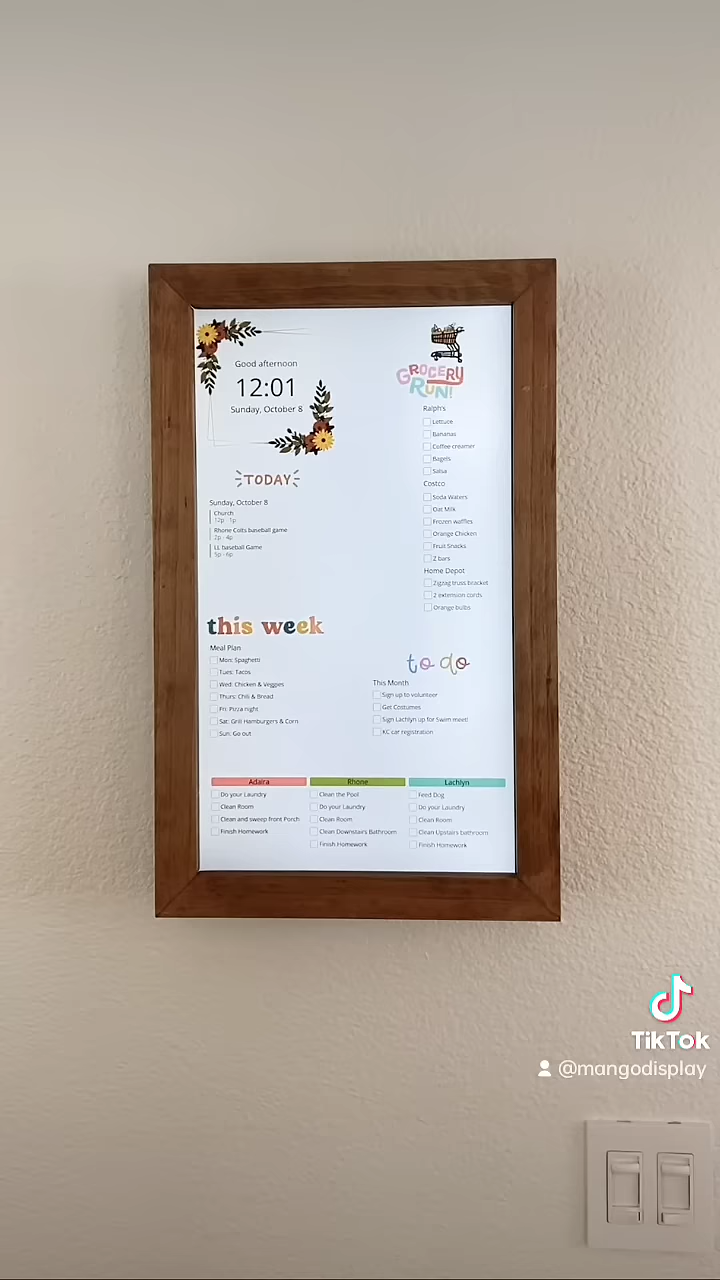 Good afternoon
12:01
Sunday, October 8
TODAY
Sunday, October 8
Church
12p - 1p
Rhone Colts baseball game
2p - 4p
LL baseball Game
5p - 6p
GROCERY
RUN!
Ralph's
Lettuce
Bananas
Coffee creamer
Bagels
Salsa
Costco
Soda Waters
Oat Milk
Frozen waffles
Orange Chicken
Fruit Snacks
Z bars
Home Depot
Zigzag truss bracket
2 extension cords
Orange bulbs
this week
Meal Plan
Mon: Spaghetti
Tues: Tacos
Wed: Chicken & Veggies
Thurs: Chili & Bread
Fri: Pizza night
Sat: Grill Hamburgers & Corn
Sun: Go out
to do
This Month
Sign up to volunteer
Get Costumes
Sign Lachlyn up for Swim meet!
KC car registration
Adaira
Do your Laundry
Clean Room
Clean and sweep front Porch
Finish Homework
Rhone
Clean the Pool
Do your Laundry
Clean Room
Clean Downstairs Bathroom
Finish Homework
Lachlyn
Feed Dog
Do your Laundry
Clean Room
Clean Upstairs bathroom
Finish Homework
TikTok
@mangodisplay